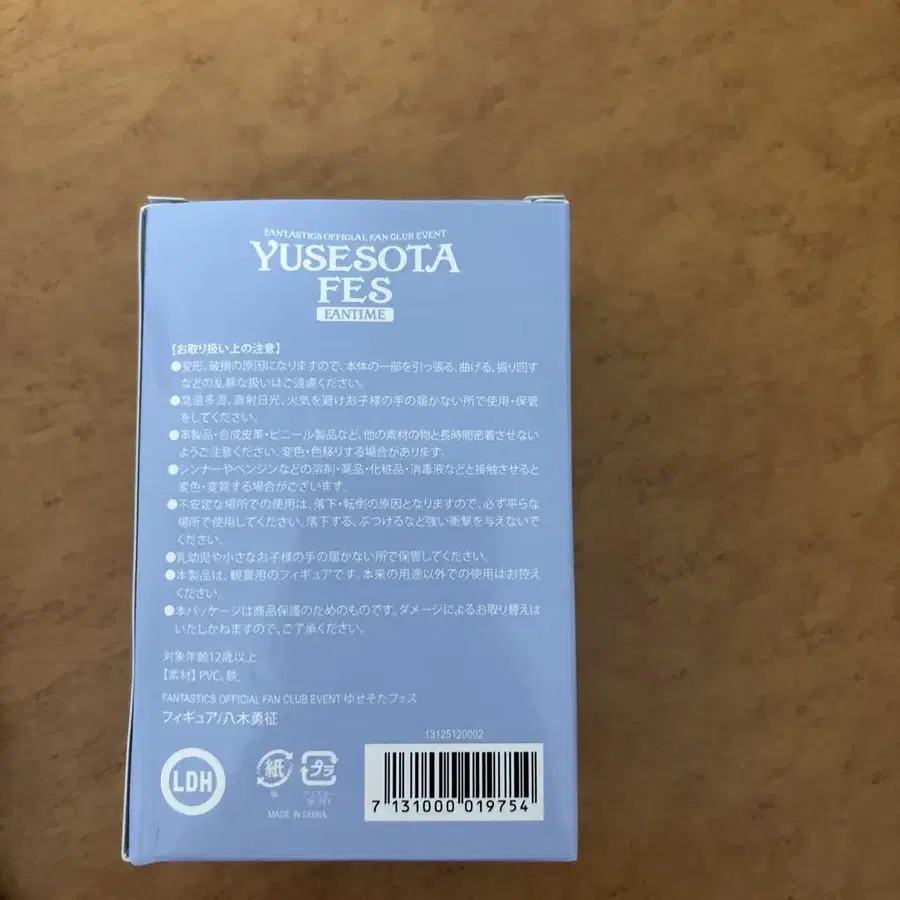 FANTASTICS OFFICIAL FAN CLUB EVENT
YUSESOTA
FES
FANTIME
【お取り扱い上の注意】
●変形、破損の原因になりますので、本体の一部を引っ張る、曲げる、振り回す
などの乱暴な扱いはご遠慮ください。
●高温多湿、直射日光、火気を避けお子様の手の届かない所で使用・保管
をしてください。
●革製品・合成皮革・ビニール製品など、他の素材の物と長時間密着させない
ようご注意ください。変色・色移りする場合があります。
●シンナーやベンジンなどの溶剤・薬品・化粧品・消毒液などと接触させると
変色・変質する場合がございます。
●不安定な場所での使用は、落下・転倒の原因となりますので、必ず平らな
場所で使用してください。落下する、ぶつけるなど強い衝撃を与えないで
ください。
●乳幼児や小さなお子様の手の届かない所で保管してください。
●本製品は、観賞用のフィギュアです。本来の用途以外での使用はお控え
ください。
●本パッケージは商品保護のためのものです。ダメージによるお取り替えは
いたしかねますので、ご了承ください。
対象年齢12歳以上
【素材】PVC、鉄
FANTASTICS OFFICIAL FAN CLUB EVENT ゆせそたフェス
フィギュア/八木勇征
13125120002
LDH
紙
プラ
MADE IN CHINA
7 131000 019754